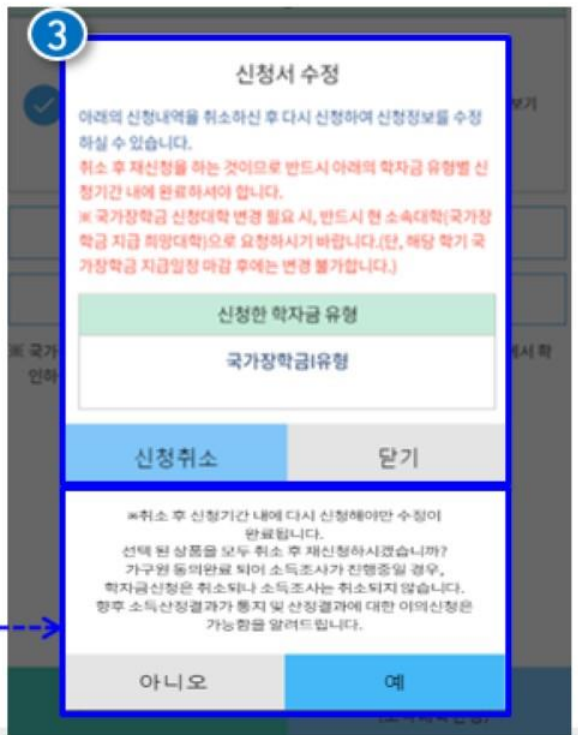 3
신청서 수정
보기
아래의 신청내역을 취소하신 후 다시 신청하여 신청정보를 수정
하실 수 있습니다.
취소 후 재신청을 하는 것이므로 반드시 아래의 학자금 유형별 신
청기간 내에 완료하셔야 합니다.
※ 국가장학금 신청대학 변경 필요 시, 반드시 현 소속대학(국가장
학금 지급 희망대학)으로 요청하시기 바랍니다.(단, 해당 학기 국
가장학금 지급일정 마감 후에는 변경 불가합니다.)
신청한 학자금 유형
※ 국가
에서 확
국가장학금I유형
인하
신청취소 닫기
※취소 후 신청기간 내에 다시 신청해야만 수정이
완료됩니다.
선택 된 상품을 모두 취소 후 재신청하시겠습니까?
가구원 동의완료 되어 소득조사가 진행중일 경우,
학자금신청은 취소되나 소득조사는 취소되지 않습니다.
향후 소득산정결과가 통지 및 산정결과에 대한 이의신청은
가능함을 알려드립니다.
아니오 예